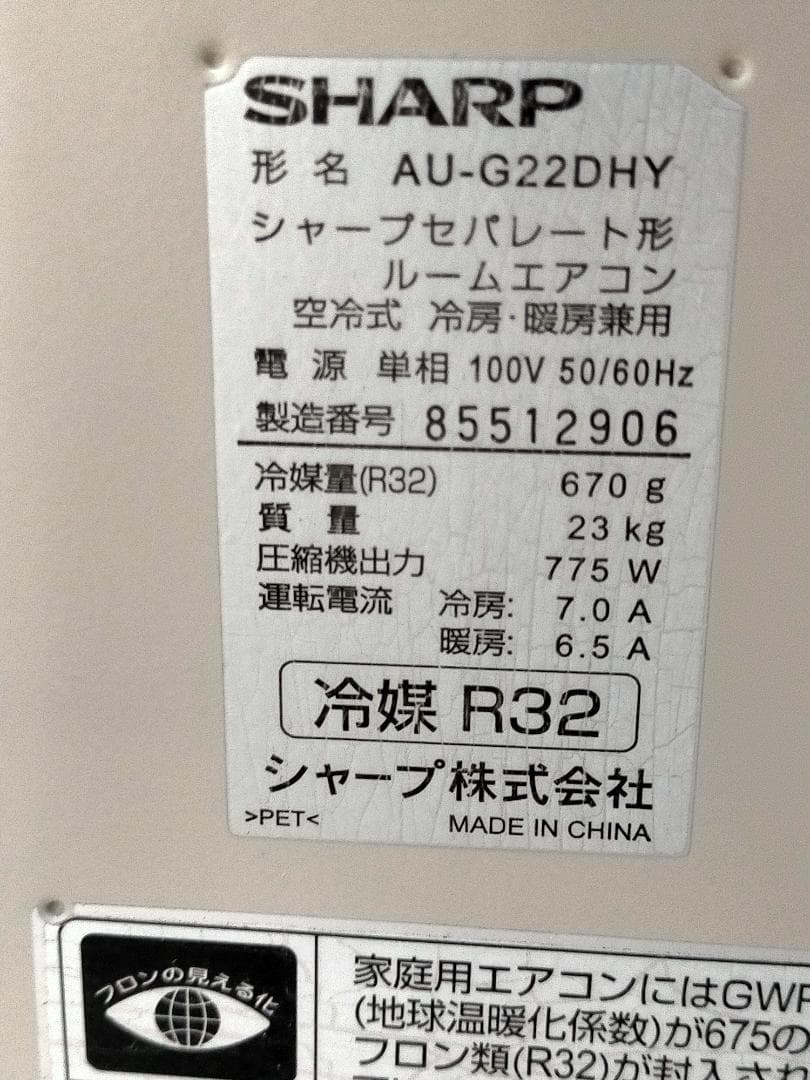 SHARP
形名 AU-G22DHY
シャープセパレート形
ルームエアコン
空冷式 冷房・暖房兼用
電源 単相 100V 50/60Hz
製造番号 85512906
冷媒量(R32) 670 g
質量 23 kg
圧縮機出力 775 W
運転電流 冷房: 7.0 A
暖房: 6.5 A
冷媒 R32
シャープ株式会社
>PET< MADE IN CHINA
フロンの見える化
家庭用エアコンにはGWP
(地球温暖化係数)が675の
フロン類(R32)が封入され